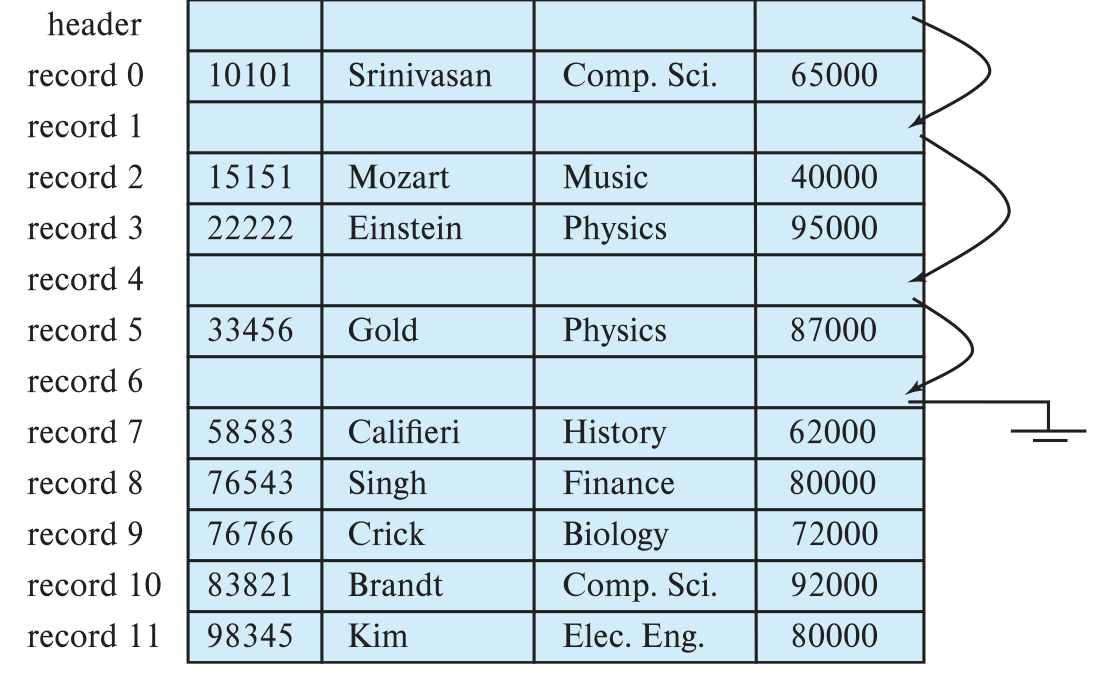 header
record 0 10101 Srinivasan Comp. Sci. 65000
record 1
record 2 15151 Mozart Music 40000
record 3 22222 Einstein Physics 95000
record 4
record 5 33456 Gold Physics 87000
record 6
record 7 58583 Califieri History 62000
record 8 76543 Singh Finance 80000
record 9 76766 Crick Biology 72000
record 10 83821 Brandt Comp. Sci. 92000
record 11 98345 Kim Elec. Eng. 80000